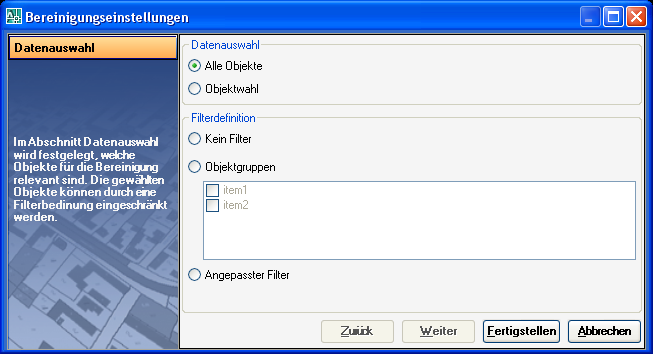 Bereinigungseinstellungen
Datenauswahl
Im Abschnitt Datenauswahl
wird festgelegt, welche
Objekte für die Bereinigung
relevant sind. Die gewählten
Objekte können durch eine
Filterbedinung eingeschränkt
werden.
Datenauswahl
Alle Objekte
Objektwahl
Filterdefinition
Kein Filter
Objektgruppen
item1
item2
Angepasster Filter
Zurück
Weiter
Fertigstellen
Abbrechen